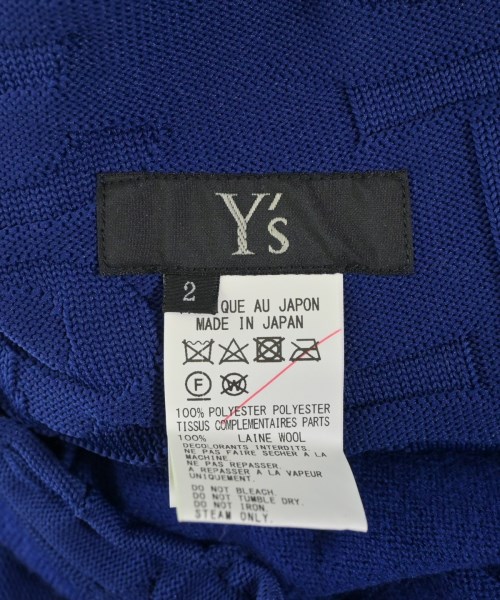 Y's
2
QUE AU JAPON
MADE IN JAPAN
F W
100% POLYESTER POLYESTER
TISSUS COMPLEMENTAIRES PARTS
100% LAINE WOOL
DECOLORANTS INTERDITS.
NE PAS FAIRE SECHER A LA
MACHINE
NE PAS REPASSER.
A REPASSER A LA VAPEUR
UNIQUEMENT.
DO NOT BLEACH.
DO NOT TUMBLE DRY.
DO NOT IRON.
STEAM ONLY.